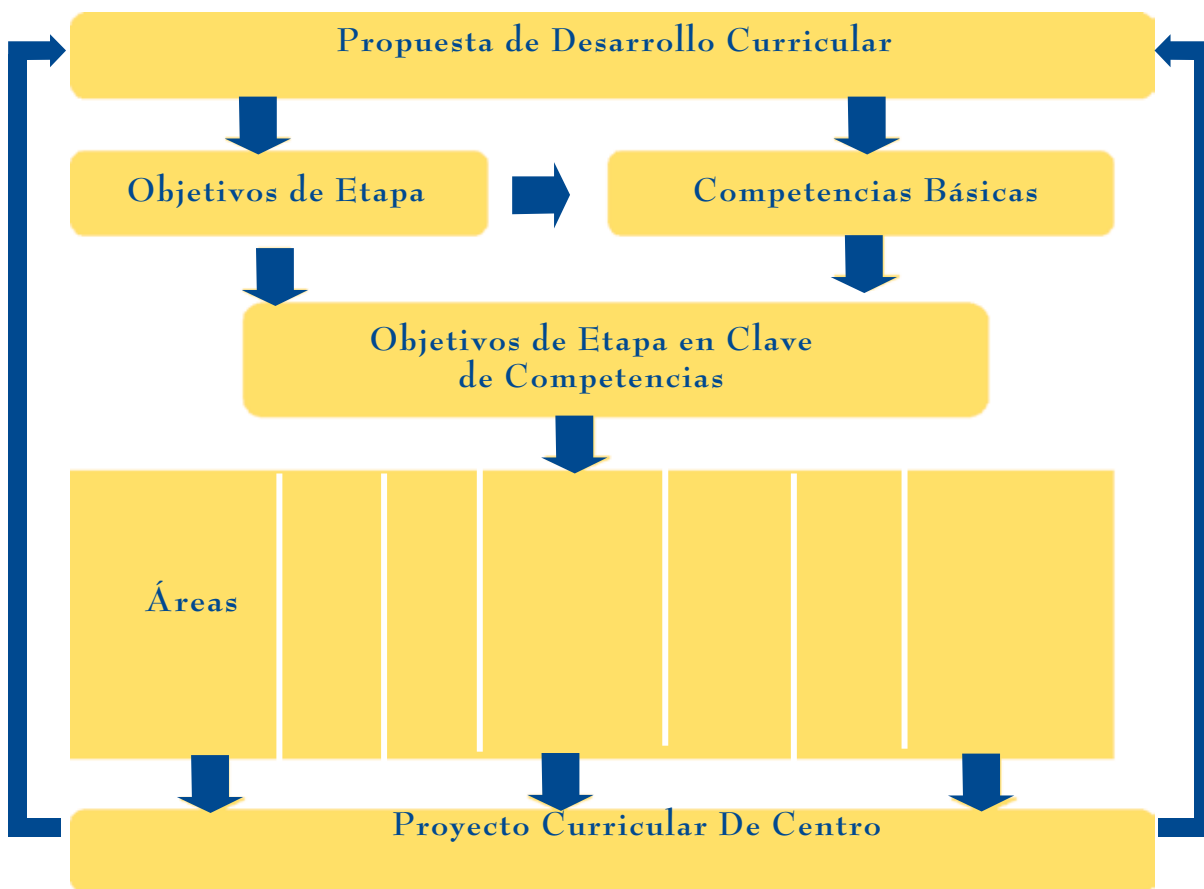 Propuesta de Desarrollo Curricular
Objetivos de Etapa
Competencias Básicas
Objetivos de Etapa en Clave
de Competencias
Áreas
Proyecto Curricular De Centro